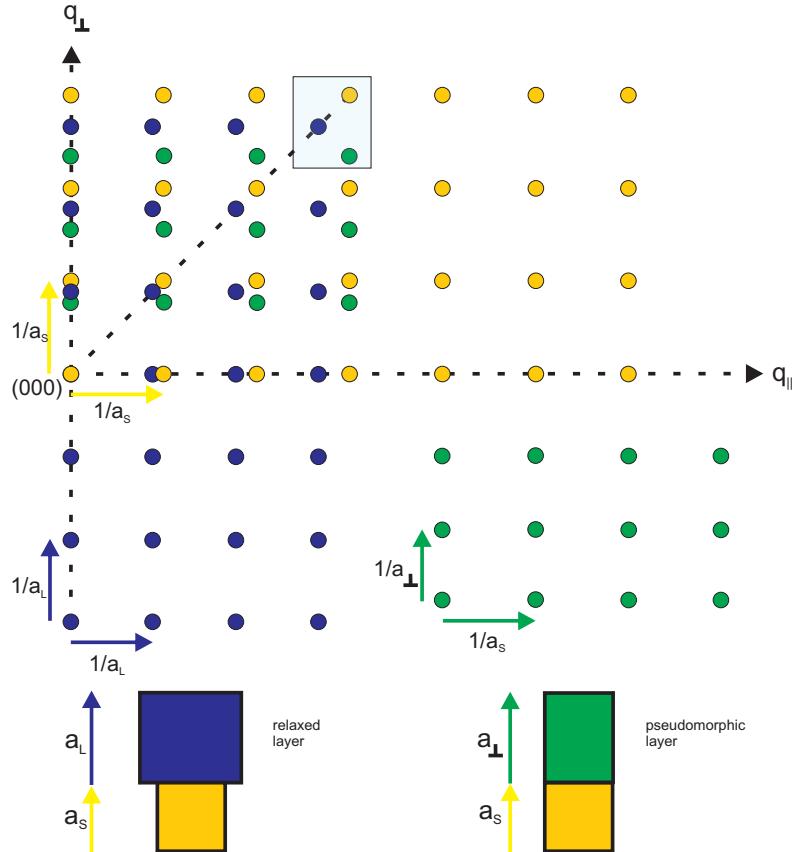 q⊥
1/aS
(000)
q||
1/aS
1/aL
1/a⊥
1/aL
1/aS
aL
relaxed
layer
a⊥
pseudomorphic
layer
aS
aS